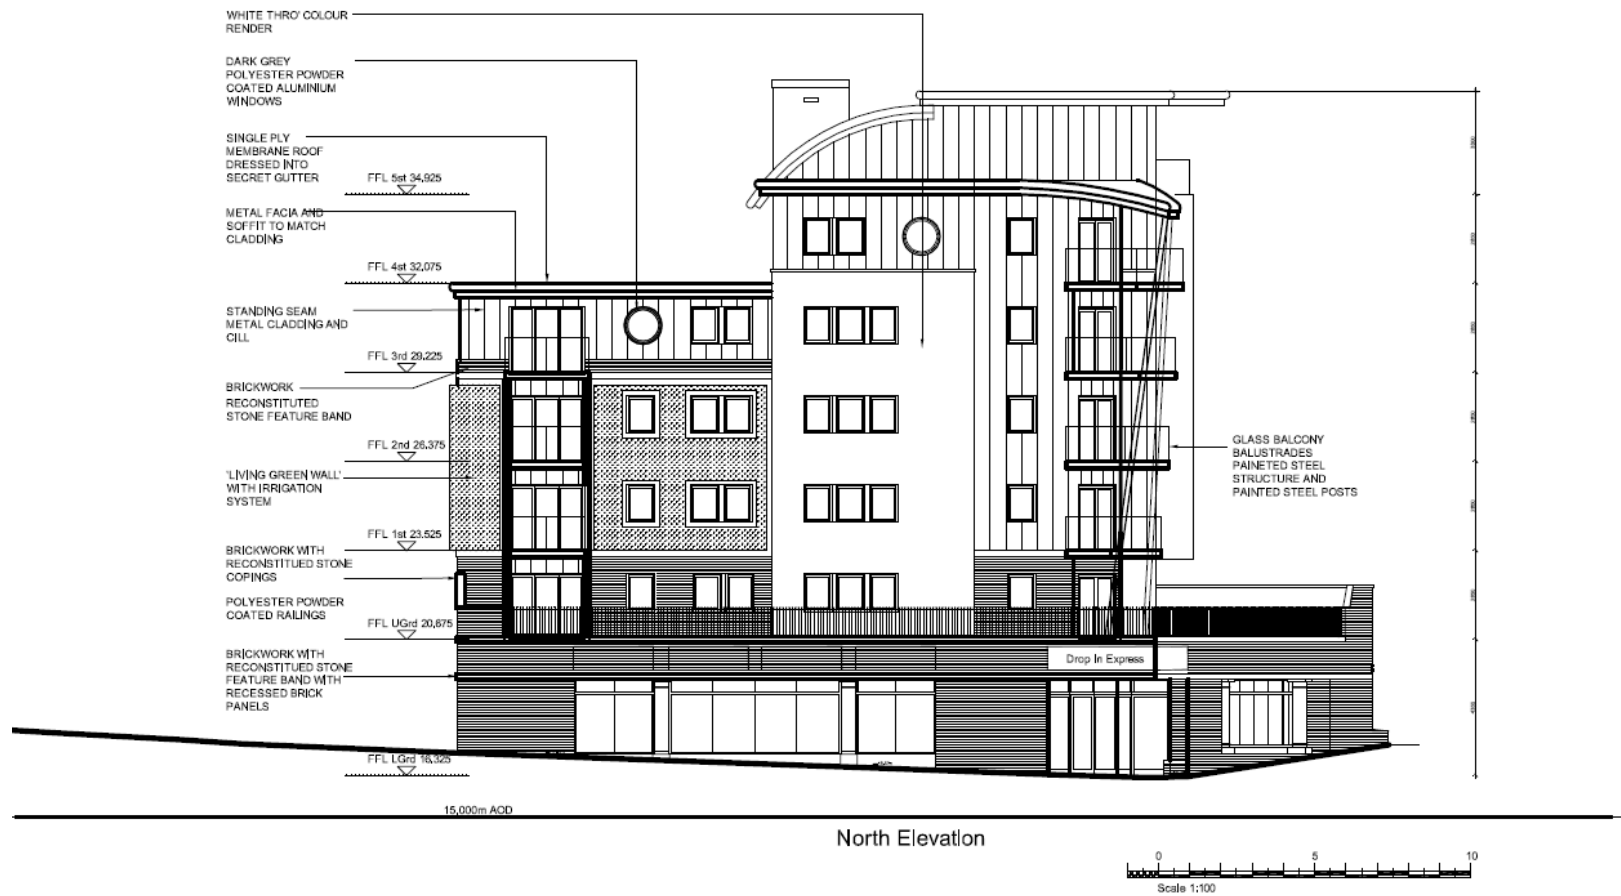 WHITE THRO' COLOUR
RENDER
DARK GREY
POLYESTER POWDER
COATED ALUMINIUM
WINDOWS
SINGLE PLY
MEMBRANE ROOF
DRESSED INTO
SECRET GUTTER
FFL 5st 34,925
METAL FACIA AND
SOFFIT TO MATCH
CLADDING
FFL 4st 32,075
STANDING SEAM
METAL CLADDING AND
CILL
FFL 3rd 29.225
BRICKWORK
RECONSTITUTED
STONE FEATURE BAND
FFL 2nd 26,375
'LIVING GREEN WALL'
WITH IRRIGATION
SYSTEM
FFL 1st 23.525
BRICKWORK WITH
RECONSTITUED STONE
COPINGS
POLYESTER POWDER
COATED RAILINGS
FFL UGrd 20,675
BRICKWORK WITH
RECONSTITUED STONE
FEATURE BAND WITH
RECESSED BRICK
PANELS
FFL LGrd 16,325
GLASS BALCONY
BALUSTRADES
PAINETED STEEL
STRUCTURE AND
PAINTED STEEL POSTS
Drop In Express
15,000m AOD
North Elevation
0 5 10
Scale 1:100